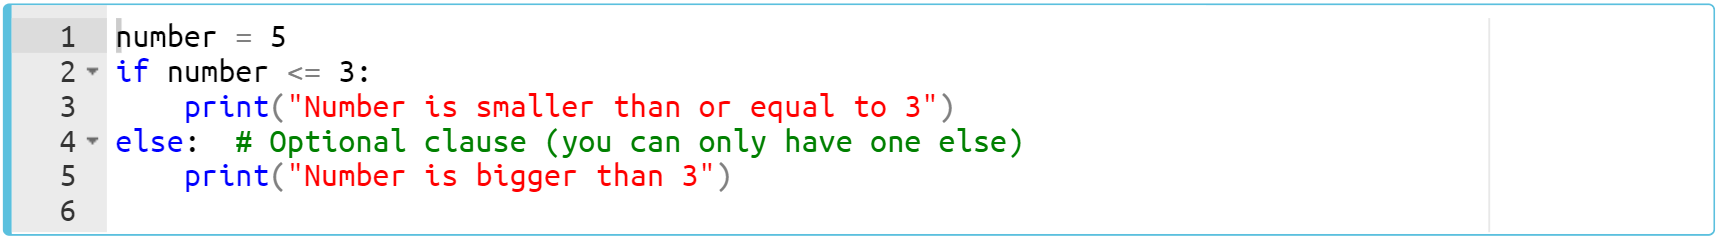 1 number = 5
2 if number <= 3:
3     print("Number is smaller than or equal to 3")
4 else:  # Optional clause (you can only have one else)
5     print("Number is bigger than 3")
6